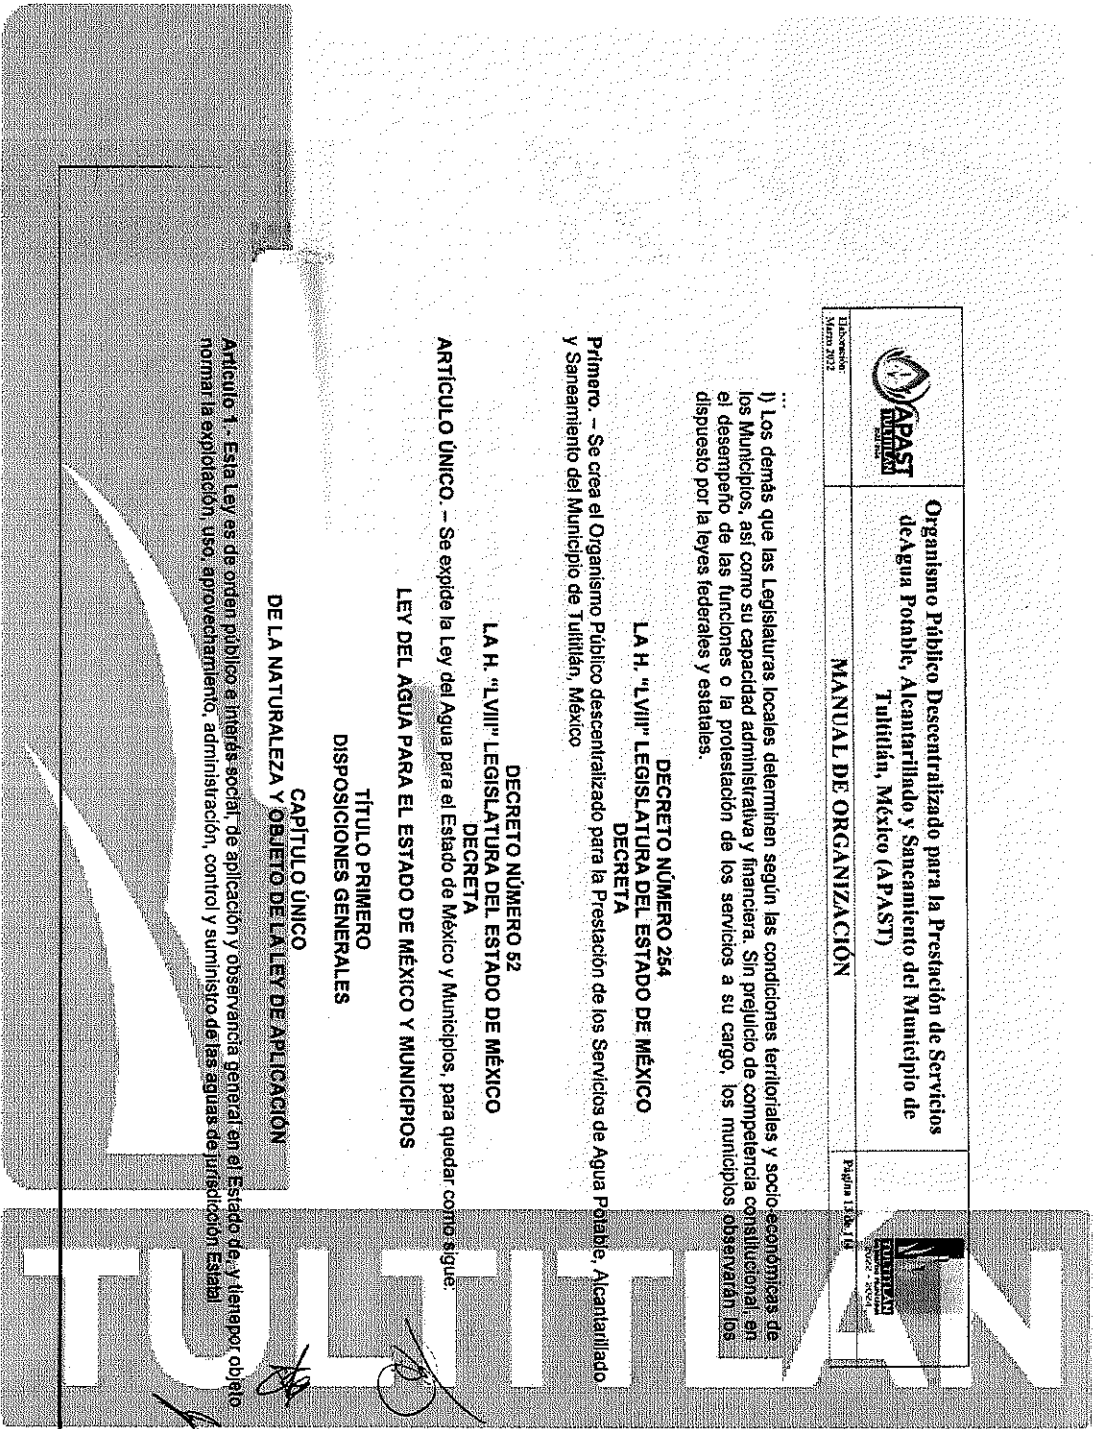 APAST
TULTITLÁN
Organismo Público Descentralizado para la Prestación de Servicios
deAgua Potable, Alcantarillado y Saneamiento del Municipio de
Tultitlán, México (APAST)
TULTITLÁN
Elaboración:
Marzo 2022
MANUAL DE ORGANIZACIÓN
Página 13 de
...
i) Los demás que las Legislaturas locales determinen según las condiciones territoriales y socio-económicas de
los Municipios, así como su capacidad administrativa y financiera. Sin prejuicio de competencia constitucional, en
el desempeño de las funciones o la protestación de los servicios a su cargo, los municipios observarán los
dispuesto por la leyes federales y estatales.
DECRETO NÚMERO 254
LA H. "LVIII" LEGISLATURA DEL ESTADO DE MÉXICO
DECRETA
Primero. – Se crea el Organismo Público descentralizado para la Prestación de los Servicios de Agua Potable, Alcantarillado
y Saneamiento del Municipio de Tultitlán, México
DECRETO NÚMERO 52
LA H. "LVIII" LEGISLATURA DEL ESTADO DE MÉXICO
DECRETA
ARTÍCULO ÚNICO. – Se expide la Ley del Agua para el Estado de México y Municipios, para quedar como sigue:
LEY DEL AGUA PARA EL ESTADO DE MÉXICO Y MUNICIPIOS
TÍTULO PRIMERO
DISPOSICIONES GENERALES
CAPÍTULO ÚNICO
DE LA NATURALEZA Y OBJETO DE LA LEY DE APLICACIÓN
Artículo 1.- Esta Ley es de orden público e interés social, de aplicación y observancia general en el Estado de, y tienepor objeto
normar la explotación, uso, aprovechamiento, administración, control y suministro de las aguas de jurisdicción Estatal
TULTITLÁN